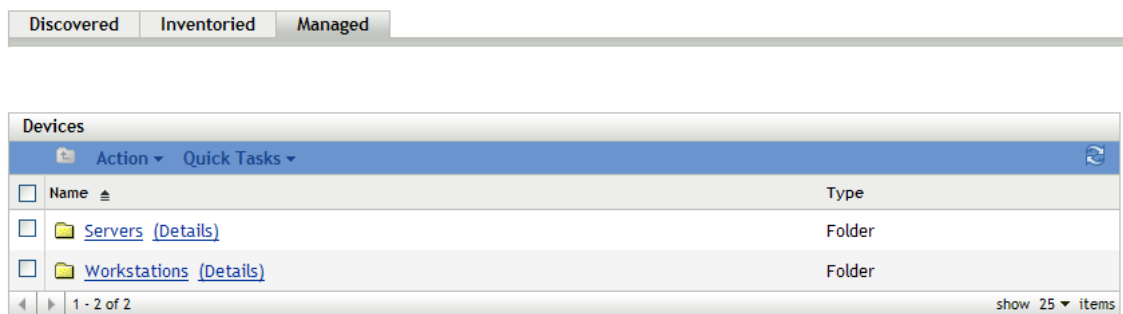 Discovered Inventoried Managed
Devices
Action Quick Tasks
Name Type
Servers (Details) Folder
Workstations (Details) Folder
1 - 2 of 2 show 25 items